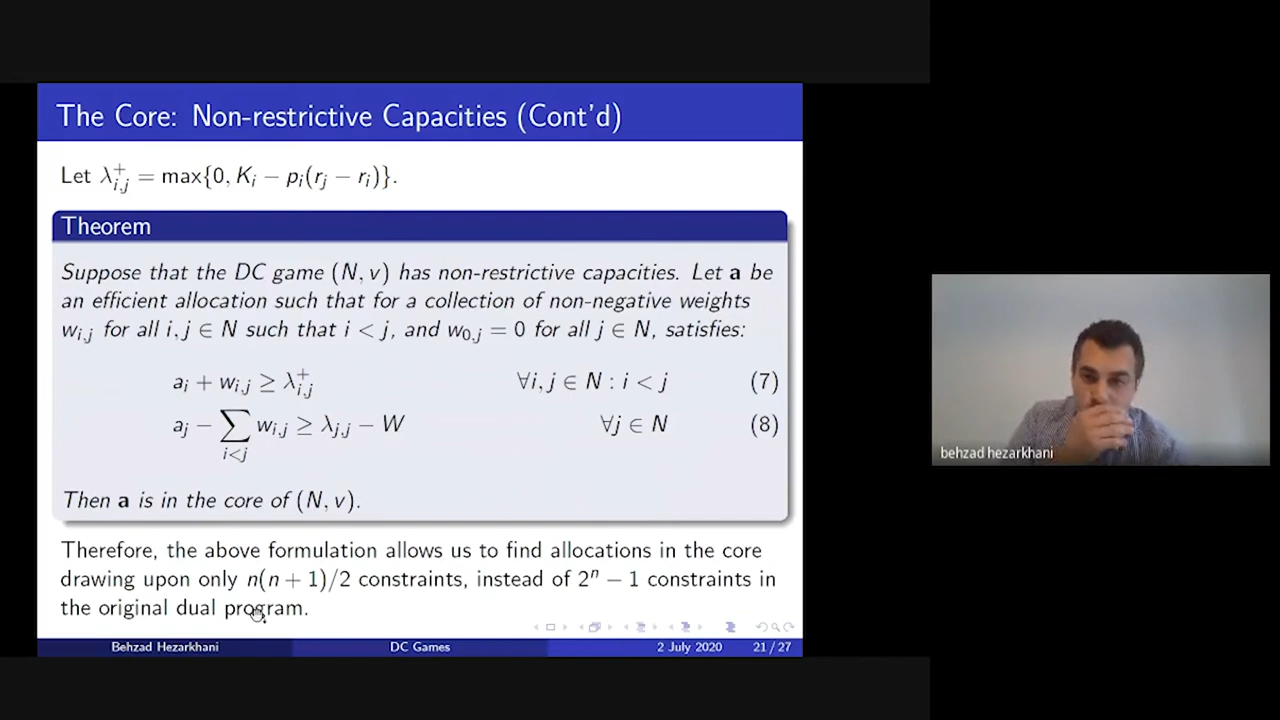 The Core: Non-restrictive Capacities (Cont'd)
Let λ⁺ᵢ,ⱼ = max{0, Kᵢ − pᵢ(rⱼ − rᵢ)}.
Theorem
Suppose that the DC game (N, v) has non-restrictive capacities. Let a be
an efficient allocation such that for a collection of non-negative weights
wᵢ,ⱼ for all i, j ∈ N such that i < j, and w₀,ⱼ = 0 for all j ∈ N, satisfies:
aᵢ + wᵢ,ⱼ ≥ λ⁺ᵢ,ⱼ ∀i, j ∈ N : i < j (7)
aⱼ − ∑ wᵢ,ⱼ ≥ λⱼ,ⱼ − W ∀j ∈ N (8)
i<j
Then a is in the core of (N, v).
Therefore, the above formulation allows us to find allocations in the core
drawing upon only n(n + 1)/2 constraints, instead of 2ⁿ − 1 constraints in
the original dual program.
Behzad Hezarkhani DC Games 2 July 2020 21 / 27
behzad hezarkhani